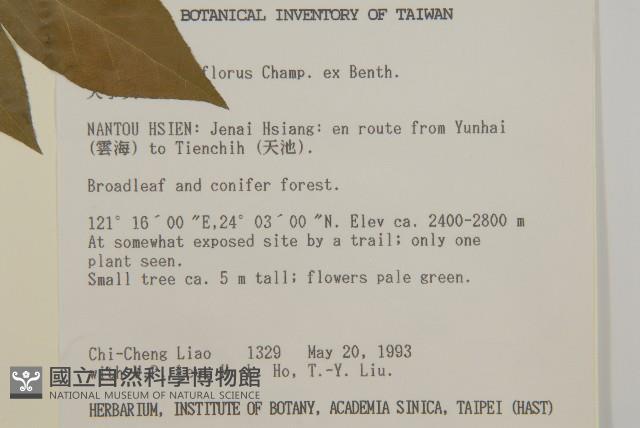 BOTANICAL INVENTORY OF TAIWAN
florus Champ. ex Benth.
NANTOU HSIEN: Jenai Hsiang: en route from Yunhai
(雲海) to Tienchih (天池).
Broadleaf and conifer forest.
121° 16´00 "E,24° 03´00 "N. Elev ca. 2400-2800 m
At somewhat exposed site by a trail; only one
plant seen.
Small tree ca. 5 m tall; flowers pale green.
Chi-Cheng Liao 1329 May 20, 1993
with Ho, T.-Y. Liu.
國立自然科學博物館
NATIONAL MUSEUM OF NATURAL SCIENCE
HERBARIUM, INSTITUTE OF BOTANY, ACADEMIA SINICA, TAIPEI (HAST)